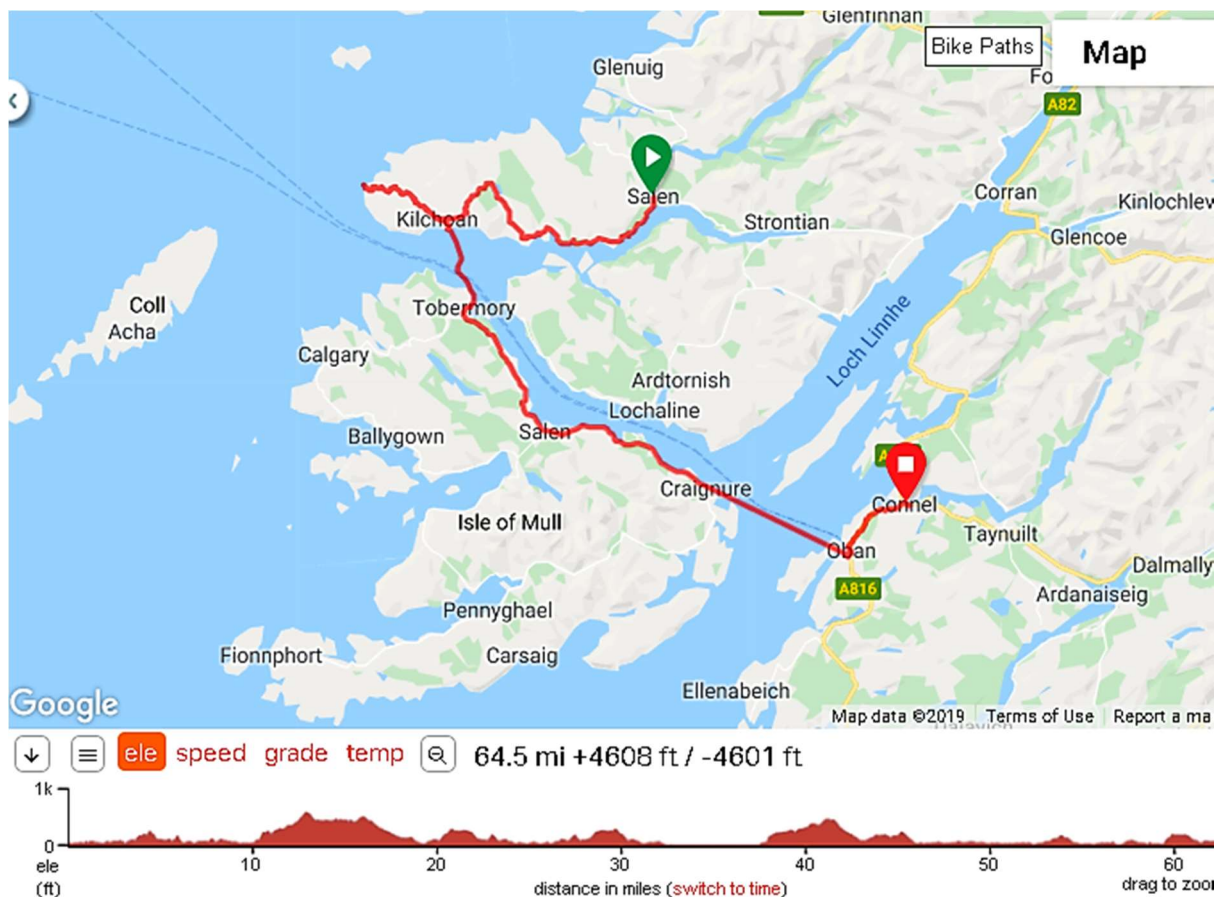 Glenfinnan
Bike Paths
Map
Glenuig
A82
Salen
Corran
Kilchoan
Strontian
Kinlochlew
Glencoe
Coll
Tobermory
Acha
Calgary
Loch Linnhe
Ardtornish
Lochaline
Ballygown
Salen
Craignure
Connel
Isle of Mull
Taynuilt
Oban
Dalmally
A816
Ardanaiseig
Pennyghael
Fionnphort
Carsaig
Ellenabeich
Google
Map data ©2019 Terms of Use Report a ma
ele speed grade temp 64.5 mi +4608 ft / -4601 ft
1k
0
ele 10 20 30 40 50 60
(ft) distance in miles (switch to time) drag to zoo